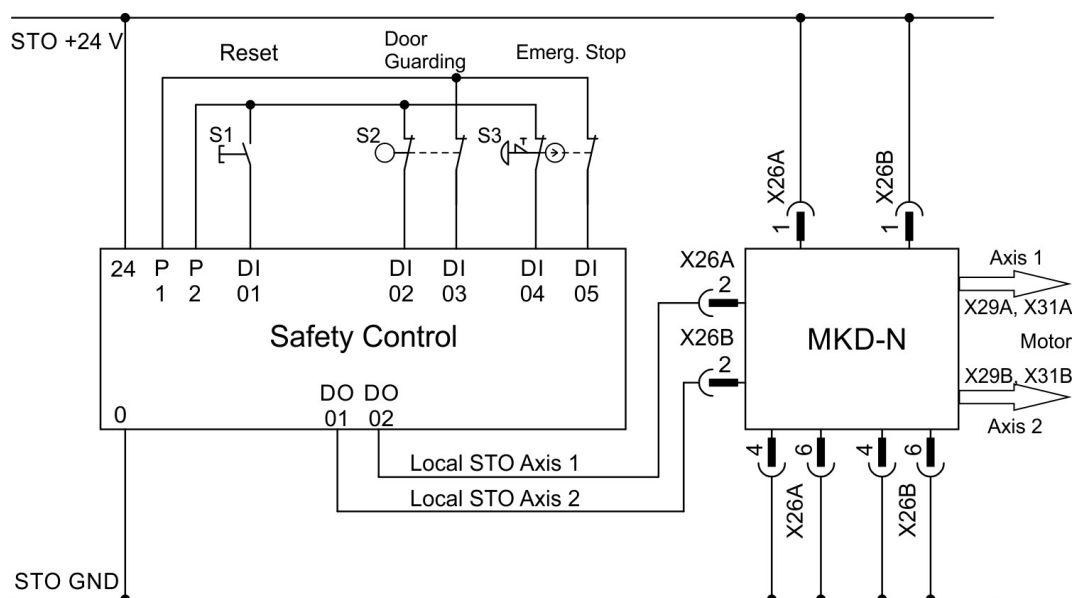 STO +24 V
Reset
Door
Guarding
Emerg. Stop
S1
S2
S3
X26A
X26B
1
1
24
P
1
P
2
DI
01
DI
02
DI
03
DI
04
DI
05
Safety Control
0
DO
01
DO
02
X26A
2
X26B
2
MKD-N
Axis 1
X29A, X31A
Motor
X29B, X31B
Axis 2
Local STO Axis 1
Local STO Axis 2
4
6
4
6
X26A
X26B
STO GND